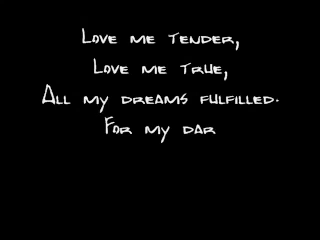 Love me tender,
Love me true,
All my dreams fulfilled.
For my dar